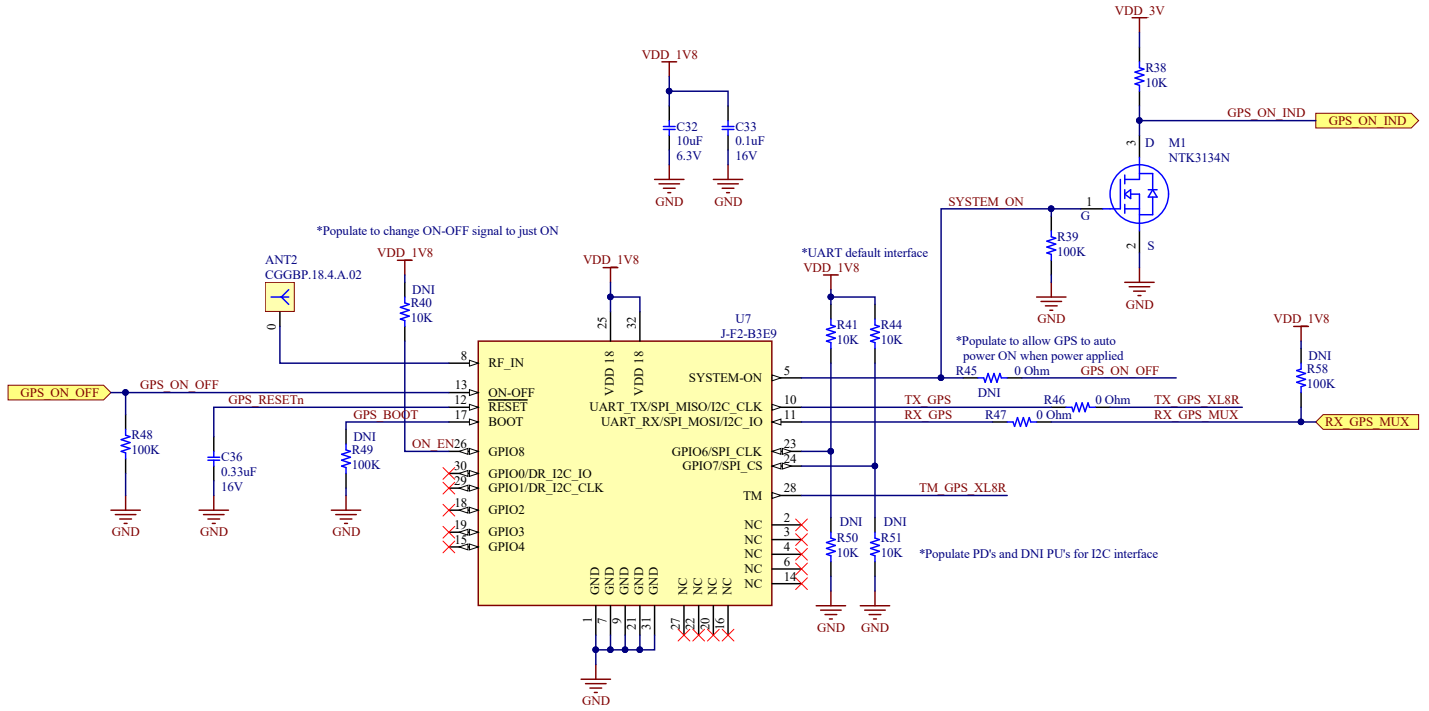 VDD_3V
R38
10K
GPS_ON_IND
GPS_ON_IND
3
D
M1
NTK3134N
VDD_1V8
C32
10uF
6.3V
C33
0.1uF
16V
GND
GND
SYSTEM_ON
1
G
R39
100K
2
S
GND
GND
*Populate to change ON-OFF signal to just ON
VDD_1V8
DNI
R40
10K
ANT2
CGGBP.18.4.A.02
0
VDD_1V8
25
32
*UART default interface
VDD_1V8
R41
10K
R44
10K
U7
J-F2-B3E9
VDD 18
VDD 18
8
RF_IN
GPS_ON_OFF
GPS_ON_OFF
13
ON-OFF
GPS_RESETn
12
RESET
GPS_BOOT
17
BOOT
ON_EN
26
GPIO8
30
GPIO0/DR_I2C_IO
29
GPIO1/DR_I2C_CLK
18
GPIO2
19
GPIO3
15
GPIO4
R48
100K
GND
C36
0.33uF
16V
GND
DNI
R49
100K
GND
SYSTEM-ON
5
*Populate to allow GPS to auto
power ON when power applied
R45
0 Ohm
GPS_ON_OFF
DNI
UART_TX/SPI_MISO/I2C_CLK
10
TX_GPS
R46
0 Ohm
TX_GPS_XL8R
UART_RX/SPI_MOSI/I2C_IO
11
RX_GPS
R47
0 Ohm
RX_GPS_MUX
RX_GPS_MUX
VDD_1V8
DNI
R58
100K
GPIO6/SPI_CLK
23
GPIO7/SPI_CS
24
TM
28
TM_GPS_XL8R
NC
2
NC
3
NC
4
NC
6
NC
14
DNI
R50
10K
DNI
R51
10K
*Populate PD's and DNI PU's for I2C interface
GND
GND
GND
GND
GND
GND
GND
NC
NC
NC
NC
1
7
9
21
31
27
22
20
16
GND